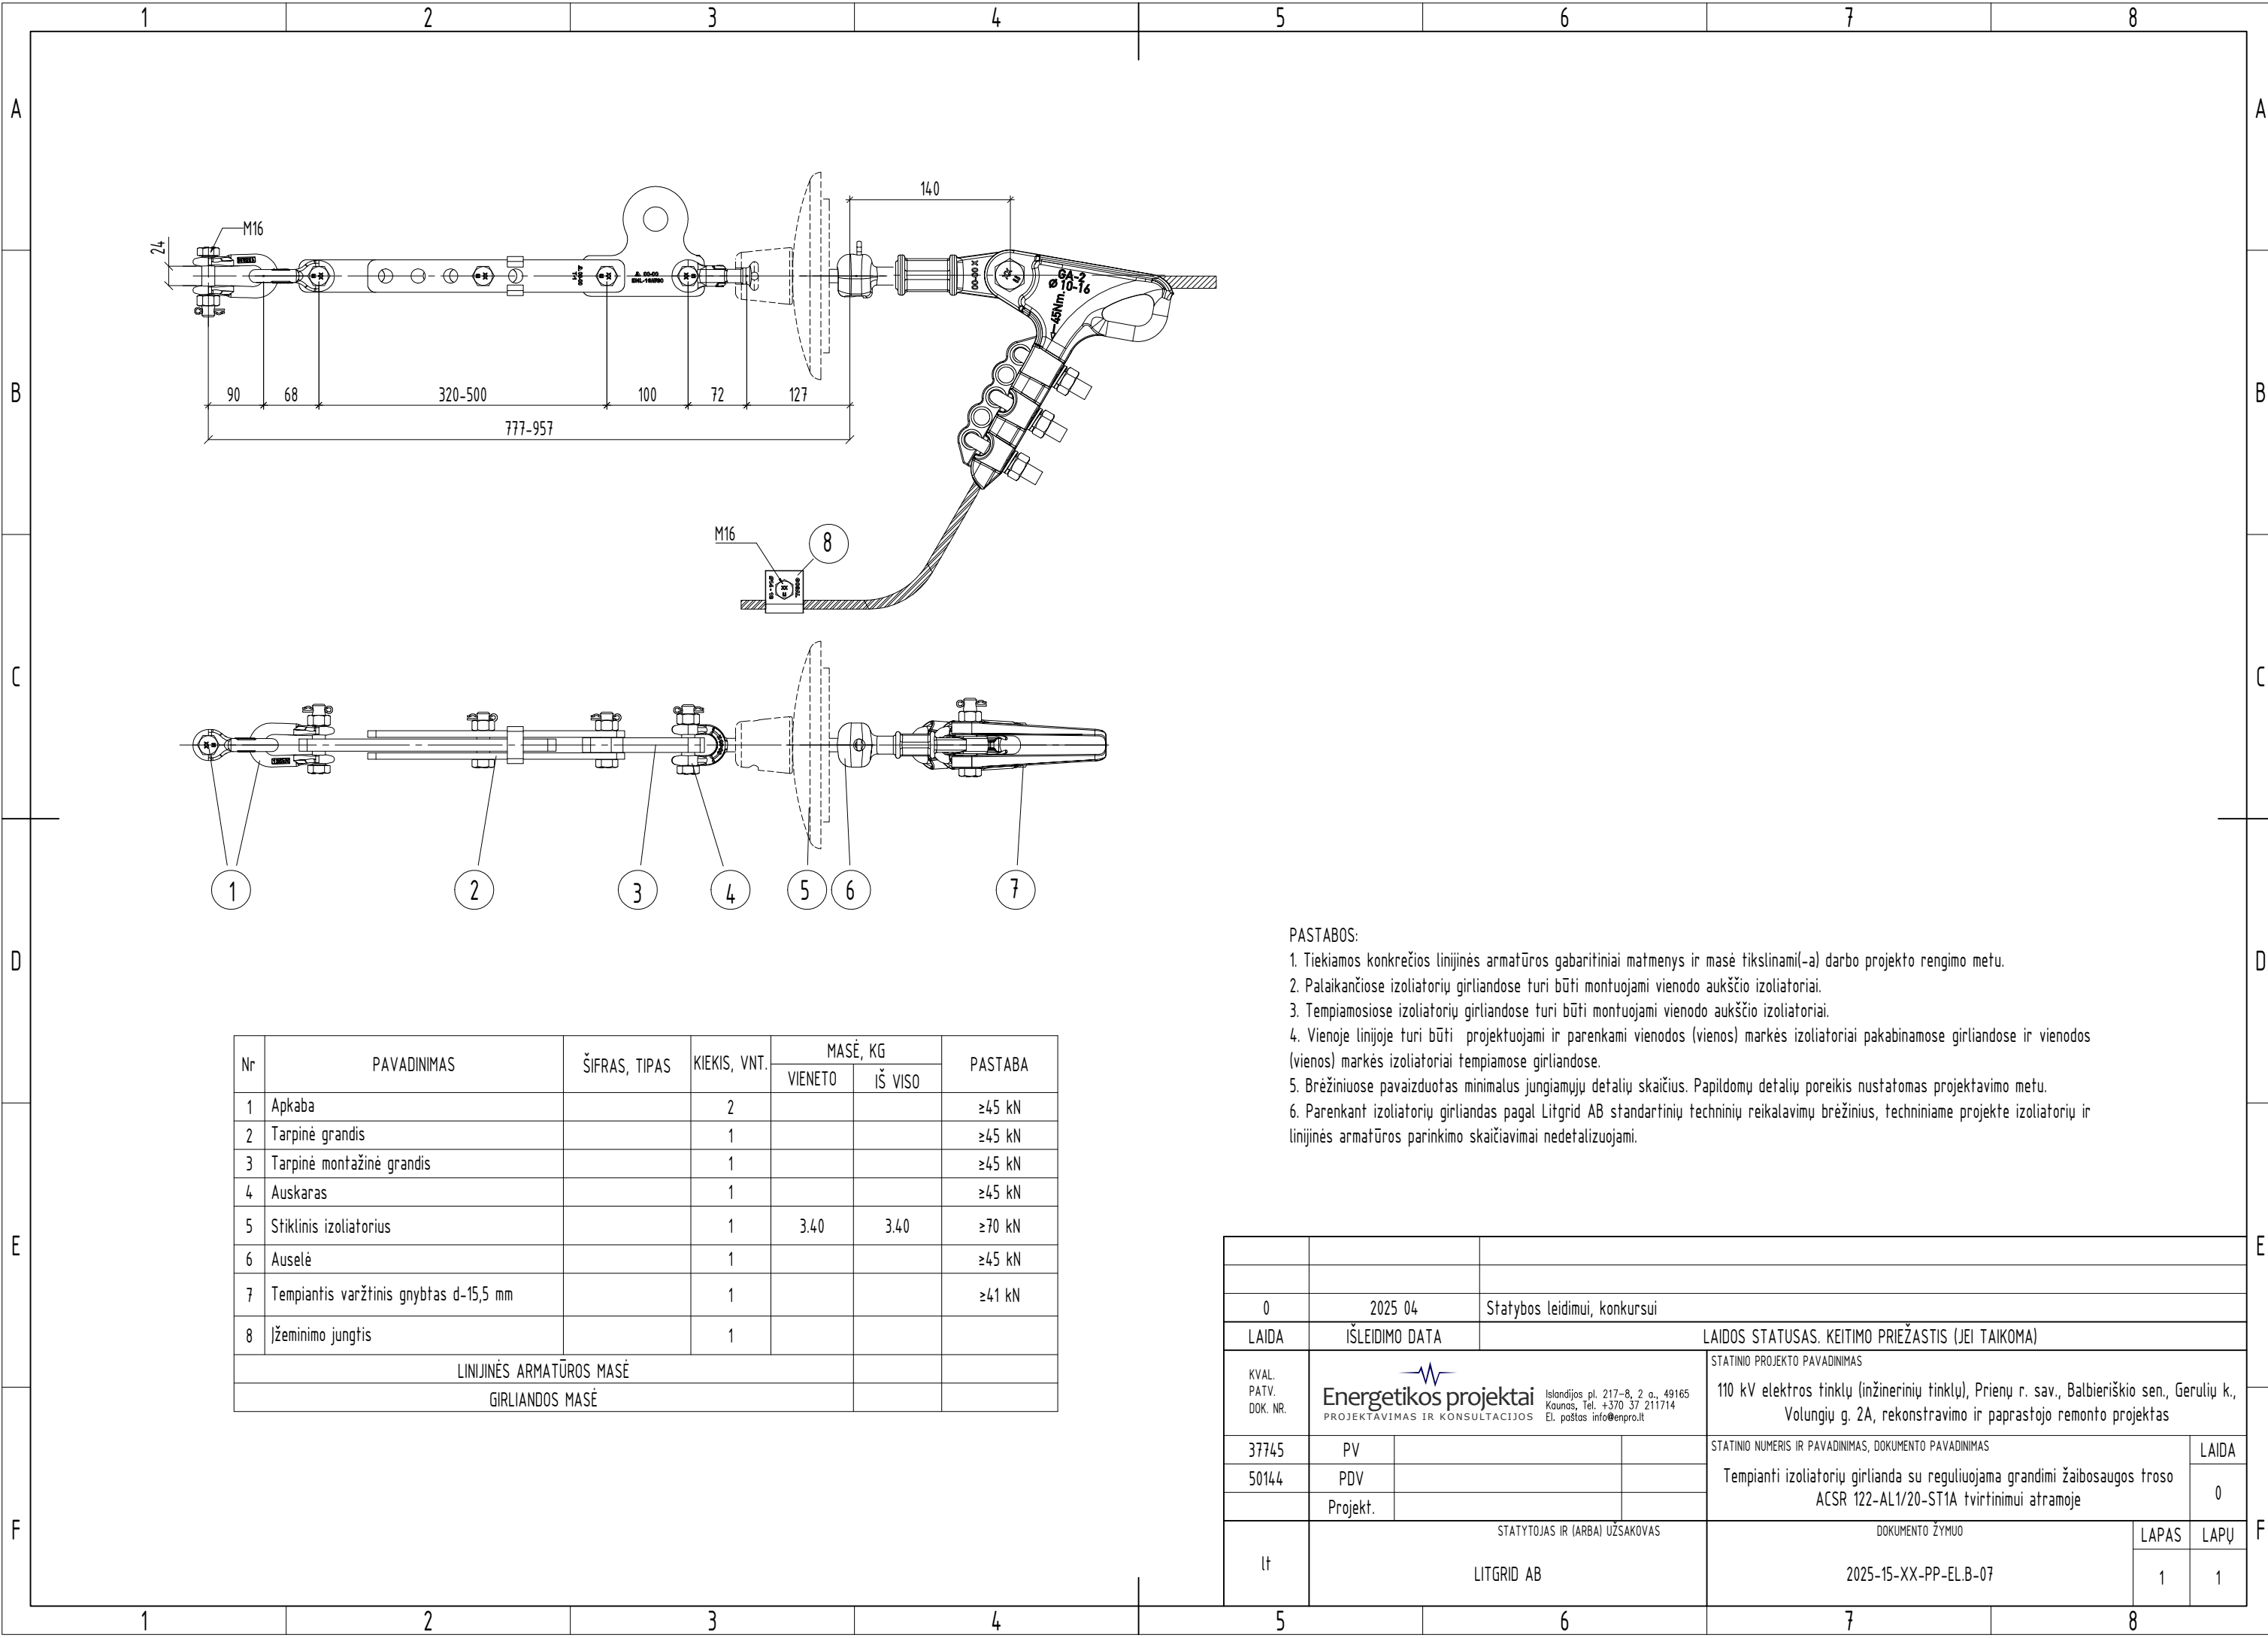 1 2 3 4 5 6 7 8
A A
B B
C C
D D
E E
F F
24
M16
140
GA-2
Ø 10-16
45Nm.
00-00 X
90 68 320-500 100 72 127
777-957
M16
8
1 2 3 4 5 6 7
PASTABOS:
1. Tiekiamos konkrečios linijinės armatūros gabaritiniai matmenys ir masė tikslinami(-a) darbo projekto rengimo metu.
2. Palaikančiose izoliatorių girliandose turi būti montuojami vienodo aukščio izoliatoriai.
3. Tempiamosiose izoliatorių girliandose turi būti montuojami vienodo aukščio izoliatoriai.
4. Vienoje linijoje turi būti projektuojami ir parenkami vienodos (vienos) markės izoliatoriai pakabinamose girliandose ir vienodos
(vienos) markės izoliatoriai tempiamose girliandose.
5. Brėžiniuose pavaizduotas minimalus jungiamųjų detalių skaičius. Papildomų detalių poreikis nustatomas projektavimo metu.
6. Parenkant izoliatorių girliandas pagal Litgrid AB standartinių techninių reikalavimų brėžinius, techniniame projekte izoliatorių ir
linijinės armatūros parinkimo skaičiavimai nedetalizuojami.
Nr PAVADINIMAS ŠIFRAS, TIPAS KIEKIS, VNT. MASĖ, KG PASTABA
VIENETO IŠ VISO
1 Apkaba 2 ≥45 kN
2 Tarpinė grandis 1 ≥45 kN
3 Tarpinė montažinė grandis 1 ≥45 kN
4 Auskaras 1 ≥45 kN
5 Stiklinis izoliatorius 1 3.40 3.40 ≥70 kN
6 Auselė 1 ≥45 kN
7 Tempiantis varžtinis gnybtas d-15,5 mm 1 ≥41 kN
8 Įžeminimo jungtis 1
LINIJINĖS ARMATŪROS MASĖ
GIRLIANDOS MASĖ
0 2025 04 Statybos leidimui, konkursui
LAIDA IŠLEIDIMO DATA LAIDOS STATUSAS. KEITIMO PRIEŽASTIS (JEI TAIKOMA)
KVAL.
PATV.
DOK. NR.
Energetikos projektai
PROJEKTAVIMAS IR KONSULTACIJOS
Islandijos pl. 217-8, 2 a., 49165
Kaunas, Tel. +370 37 211714
El. paštas info@enpro.lt
STATINIO PROJEKTO PAVADINIMAS
110 kV elektros tinklų (inžinerinių tinklų), Prienų r. sav., Balbieriškio sen., Gerulių k.,
Volungių g. 2A, rekonstravimo ir paprastojo remonto projektas
37745 PV
50144 PDV
Projekt.
STATINIO NUMERIS IR PAVADINIMAS, DOKUMENTO PAVADINIMAS
Tempianti izoliatorių girlianda su reguliuojama grandimi žaibosaugos troso
ACSR 122-AL1/20-ST1A tvirtinimui atramoje
LAIDA
0
lt
STATYTOJAS IR (ARBA) UŽSAKOVAS
LITGRID AB
DOKUMENTO ŽYMUO
2025-15-XX-PP-EL.B-07
LAPAS LAPŲ
1 1
1 2 3 4 5 6 7 8